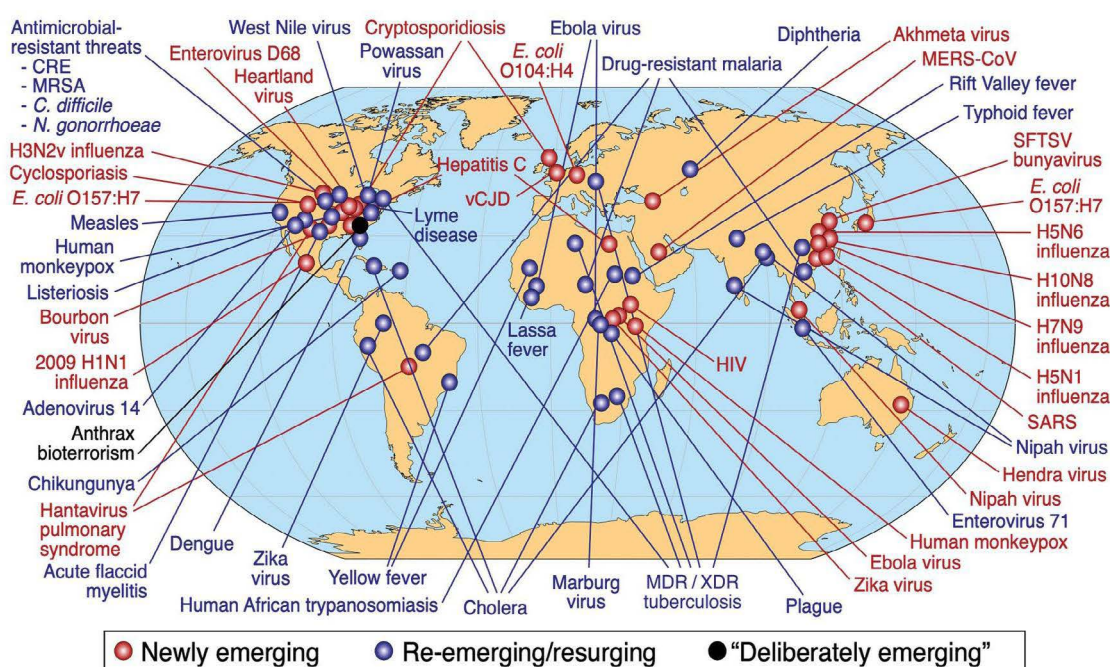 Antimicrobial-
resistant threats
- CRE
- MRSA
- C. difficile
- N. gonorrhoeae
H3N2v influenza
Cyclosporiasis
E. coli O157:H7
Measles
Human
monkeypox
Listeriosis
Bourbon
virus
2009 H1N1
influenza
Adenovirus 14
Anthrax
bioterrorism
Chikungunya
Hantavirus
pulmonary
syndrome
Acute flaccid
myelitis
West Nile virus
Enterovirus D68
Heartland
virus
Cryptosporidiosis
Powassan
virus
E. coli
O104:H4
Ebola virus
Drug-resistant malaria
Diphtheria
Akhmeta virus
MERS-CoV
Rift Valley fever
Typhoid fever
SFTSV
bunyavirus
E. coli
O157:H7
H5N6
influenza
H10N8
influenza
H7N9
influenza
H5N1
influenza
SARS
Nipah virus
Hendra virus
Nipah virus
Enterovirus 71
Human monkeypox
Ebola virus
Zika virus
Hepatitis C
vCJD
Lyme
disease
Lassa
fever
HIV
Dengue
Zika
virus
Yellow fever
Human African trypanosomiasis
Cholera
Marburg
virus
MDR / XDR
tuberculosis
Plague
Newly emerging
Re-emerging/resurging
“Deliberately emerging”